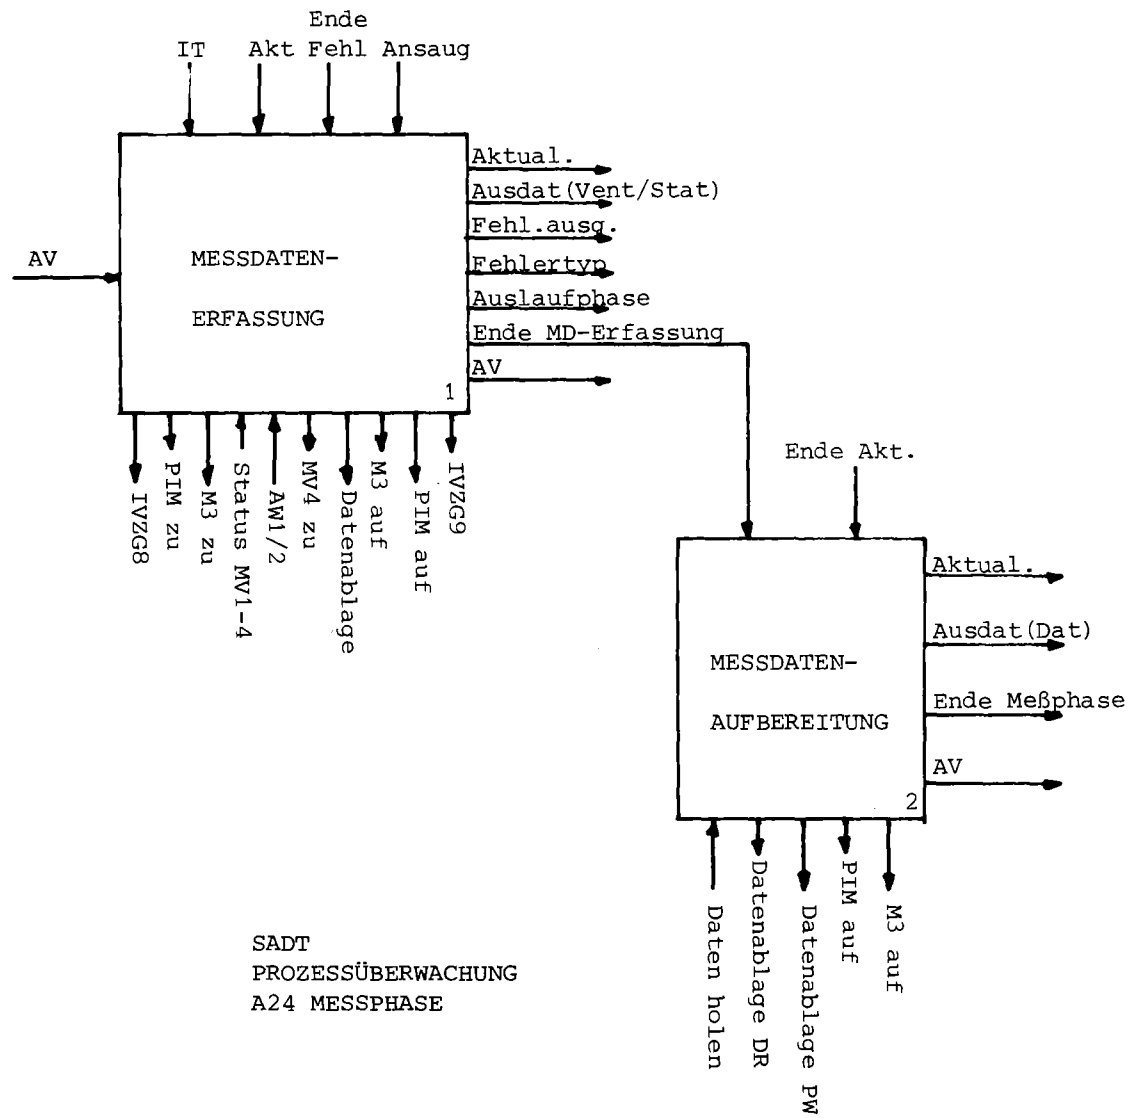 Ende
IT Akt Fehl Ansaug
Aktual.
Ausdat(Vent/Stat)
Fehl.ausg.
AV
MESSDATEN-
Fehlertyp
ERFASSUNG
Auslaufphase
Ende MD-Erfassung
AV
1
IVZG8
PIM zu
M3 zu
Status MV1-4
AW1/2
MV4 zu
Datenablage
M3 auf
PIM auf
IVZG9
Ende Akt.
Aktual.
Ausdat(Dat)
MESSDATEN-
Ende Meßphase
AUFBEREITUNG
AV
2
Daten holen
Datenablage DR
Datenablage PW
PIM auf
M3 auf
SADT
PROZESSÜBERWACHUNG
A24 MESSPHASE